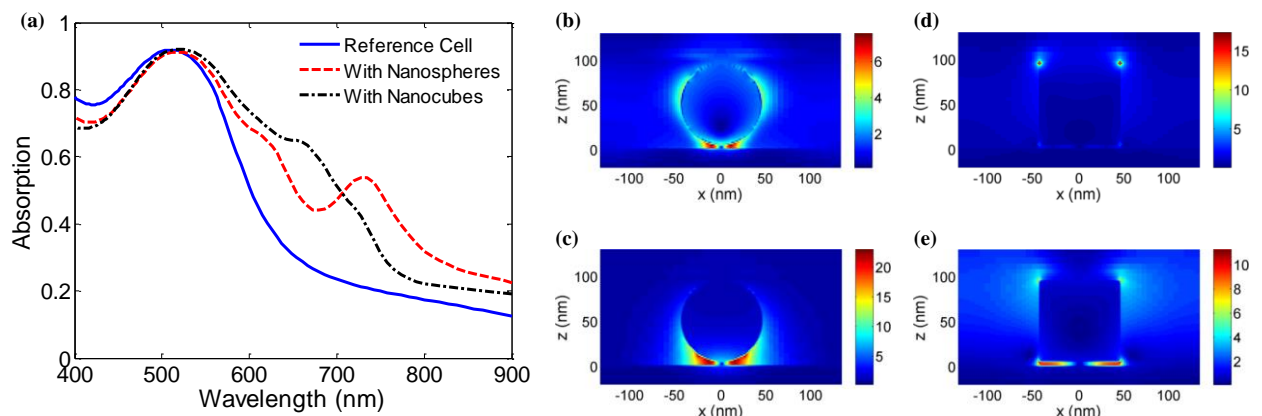 (a)
1
0.8
0.6
0.4
0.2
0
400 500 600 700 800 900
Absorption
Wavelength (nm)
Reference Cell
With Nanospheres
With Nanocubes
(b)
100
50
0
z (nm)
-100 -50 0 50 100
x (nm)
6
4
2
(c)
100
50
0
z (nm)
-100 -50 0 50 100
x (nm)
20
15
10
5
(d)
100
50
0
z (nm)
-100 -50 0 50 100
x (nm)
15
10
5
(e)
100
50
0
z (nm)
-100 -50 0 50 100
x (nm)
10
8
6
4
2